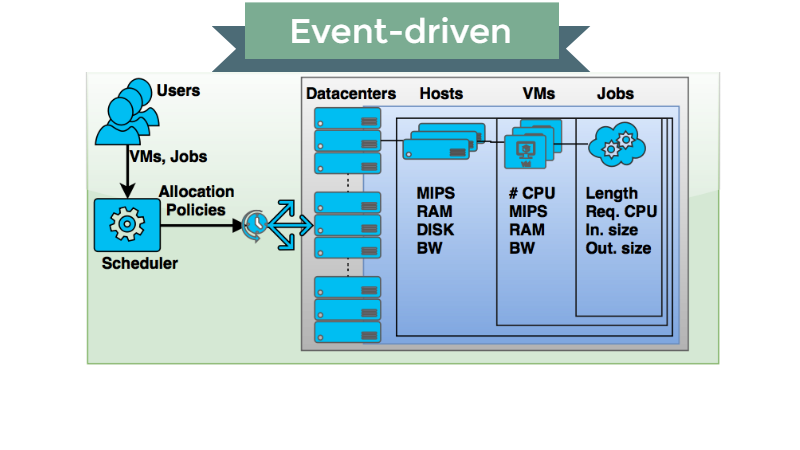 Event-driven
Users
VMs, Jobs
Allocation
Policies
Scheduler
Datacenters
Hosts
VMs
Jobs
MIPS
RAM
DISK
BW
# CPU
MIPS
RAM
BW
Length
Req. CPU
In. size
Out. size